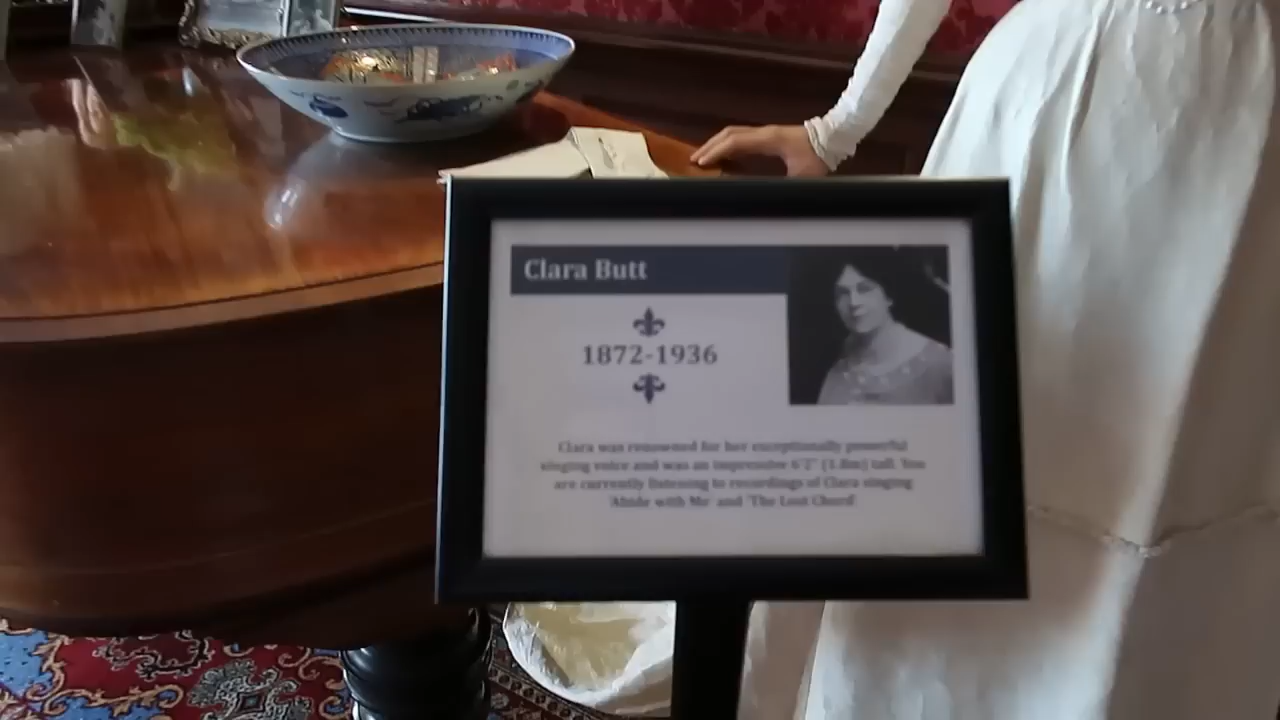 Clara Butt
1872-1936
Clara was renowned for her exceptionally powerful
singing voice and was an impressive 6'2" (1.8m) tall. You
are currently listening to recordings of Clara singing
'Abide with Me' and 'The Lost Chord'